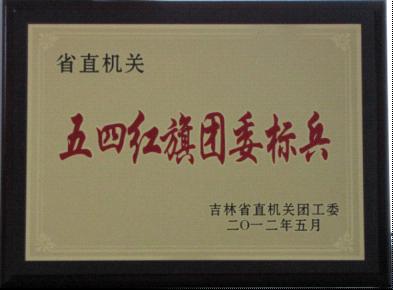 省直机关
五四红旗团委标兵
吉林省直机关团工委
二〇一二年五月